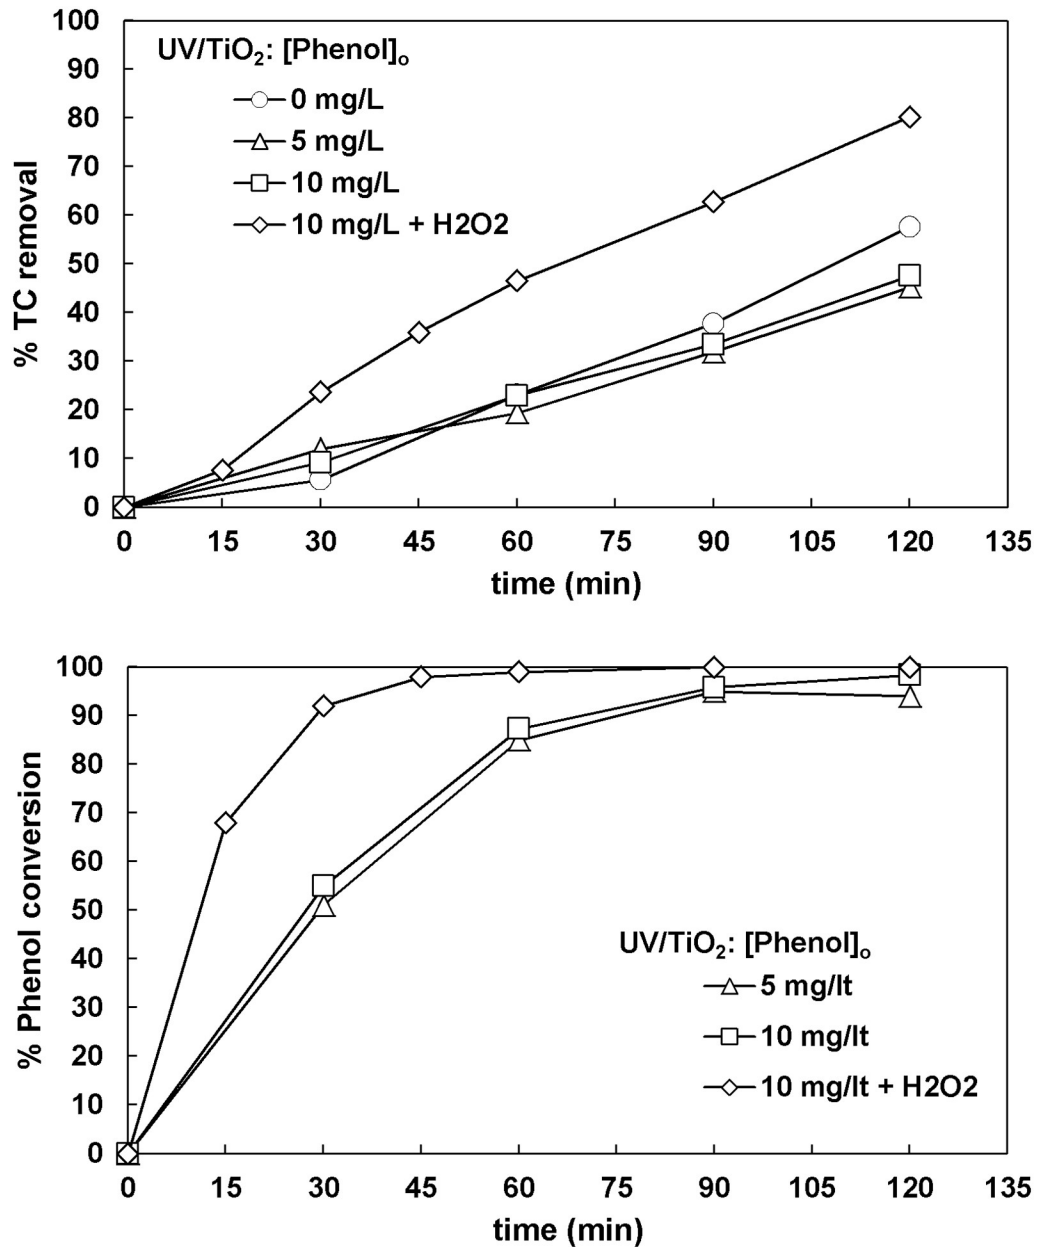 100
90
80
70
60
50
40
30
20
10
0
% TC removal
UV/TiO₂: [Phenol]ₒ
0 mg/L
5 mg/L
10 mg/L
10 mg/L + H2O2
0 15 30 45 60 75 90 105 120 135
time (min)
100
90
80
70
60
50
40
30
20
10
0
% Phenol conversion
UV/TiO₂: [Phenol]ₒ
5 mg/lt
10 mg/lt
10 mg/lt + H2O2
0 15 30 45 60 75 90 105 120 135
time (min)